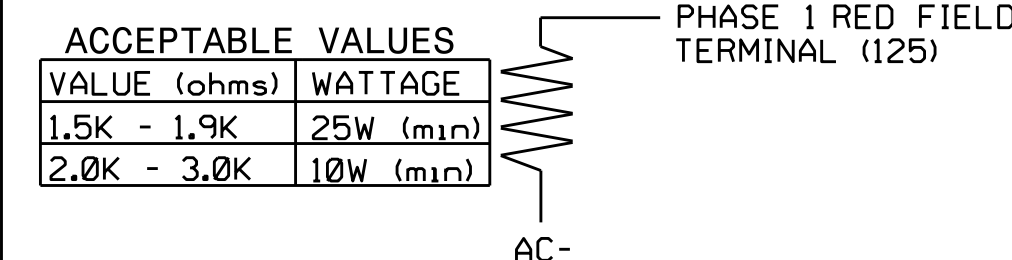 ACCEPTABLE VALUES
VALUE (ohms) WATTAGE
1.5K - 1.9K 25W (min)
2.0K - 3.0K 10W (min)
PHASE 1 RED FIELD
TERMINAL (125)
AC-